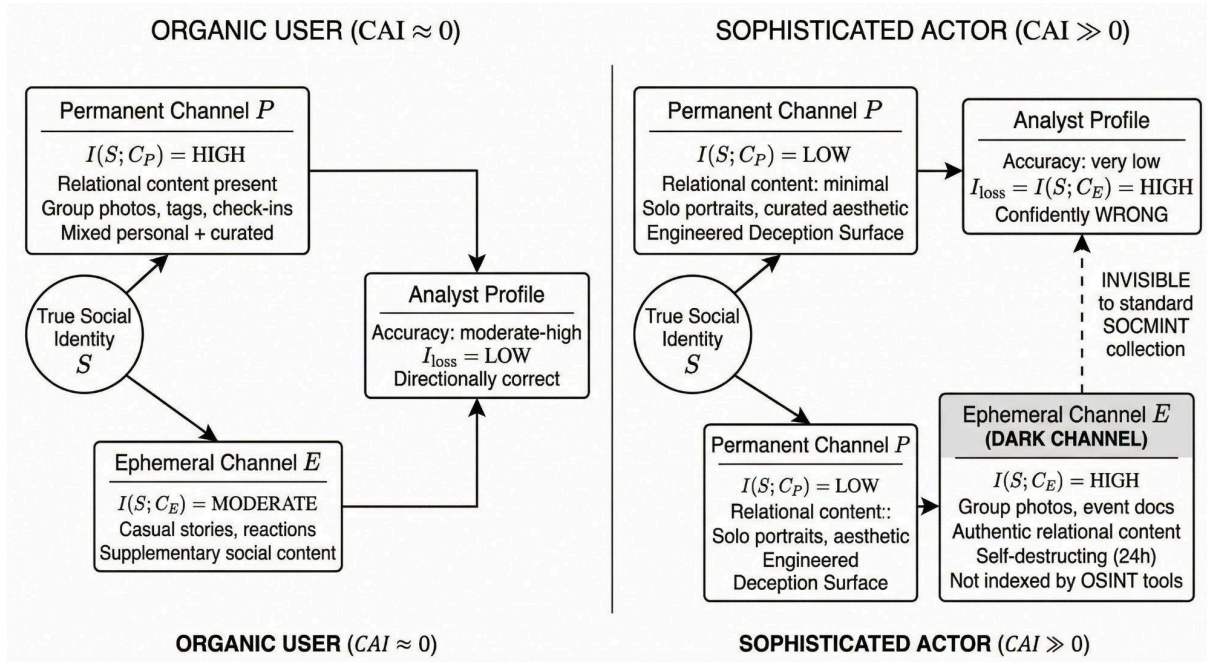 ORGANIC USER (CAI ≈ 0)
Permanent Channel P
I(S; C_P) = HIGH
Relational content present
Group photos, tags, check-ins
Mixed personal + curated
True Social
Identity
S
Analyst Profile
Accuracy: moderate-high
I_loss = LOW
Directionally correct
Ephemeral Channel E
I(S; C_E) = MODERATE
Casual stories, reactions
Supplementary social content
ORGANIC USER (CAI ≈ 0)
SOPHISTICATED ACTOR (CAI ≫ 0)
Permanent Channel P
I(S; C_P) = LOW
Relational content: minimal
Solo portraits, curated aesthetic
Engineered Deception Surface
Analyst Profile
Accuracy: very low
I_loss = I(S; C_E) = HIGH
Confidently WRONG
True Social
Identity
S
INVISIBLE
to standard
SOCMINT
collection
Permanent Channel P
I(S; C_P) = LOW
Relational content::
Solo portraits, aesthetic
Engineered
Deception Surface
Ephemeral Channel E
(DARK CHANNEL)
I(S; C_E) = HIGH
Group photos, event docs
Authentic relational content
Self-destructing (24h)
Not indexed by OSINT tools
SOPHISTICATED ACTOR (CAI ≫ 0)